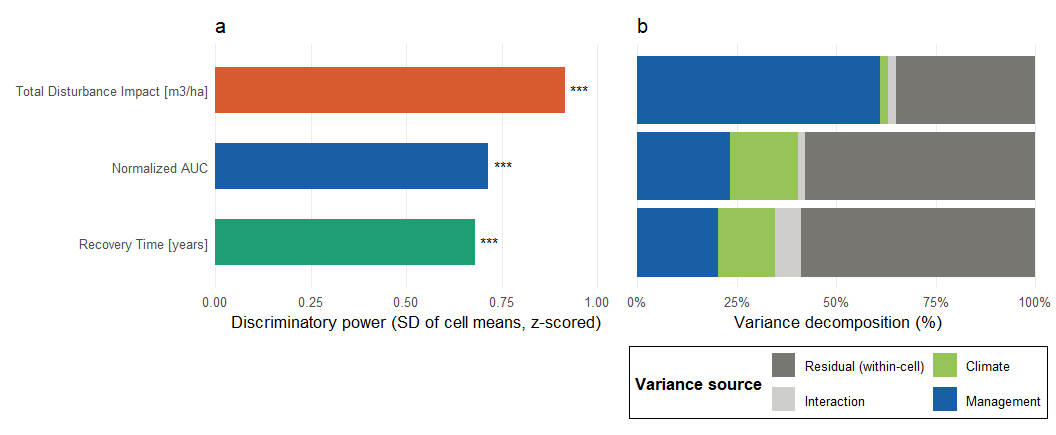 a
b
Total Disturbance Impact [m3/ha]
***
Normalized AUC
***
Recovery Time [years]
***
0.00 0.25 0.50 0.75 1.00
0% 25% 50% 75% 100%
Discriminatory power (SD of cell means, z-scored)
Variance decomposition (%)
Variance source
Residual (within-cell)
Climate
Interaction
Management